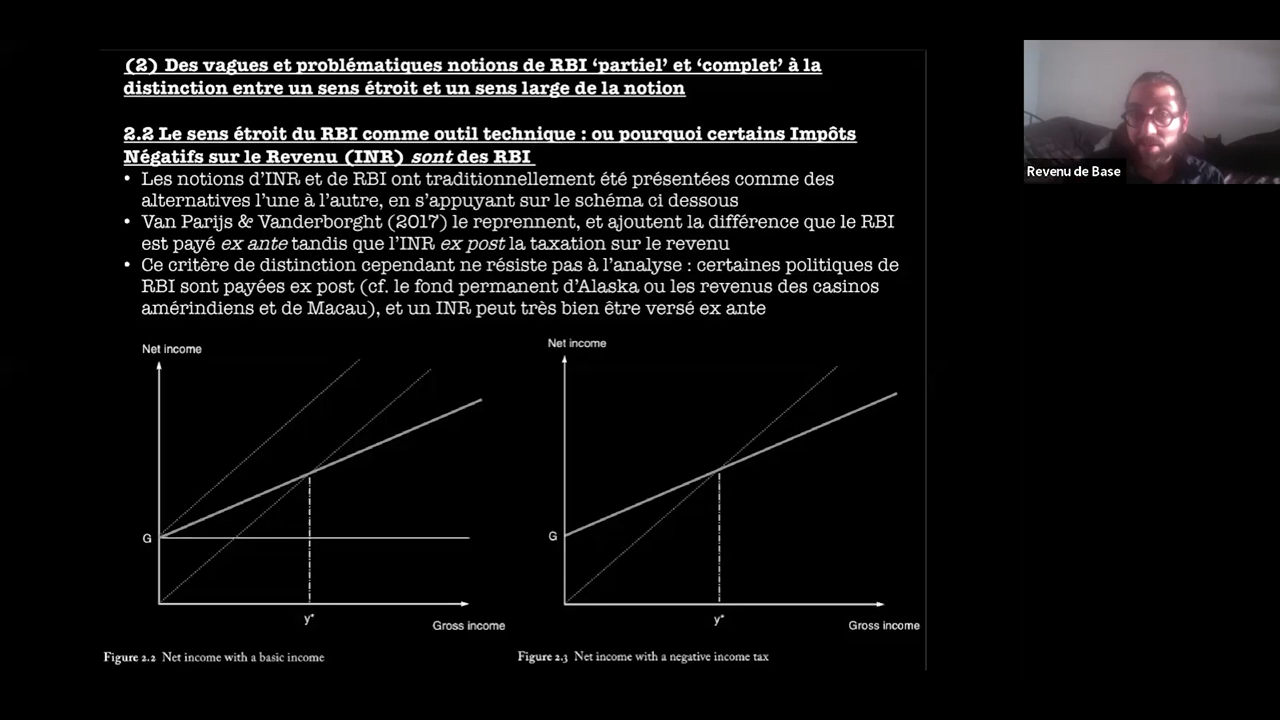 (2) Des vagues et problématiques notions de RBI ‘partiel’ et ‘complet’ à la
distinction entre un sens étroit et un sens large de la notion
2.2 Le sens étroit du RBI comme outil technique : ou pourquoi certains Impôts
Négatifs sur le Revenu (INR) sont des RBI
• Les notions d’INR et de RBI ont traditionnellement été présentées comme des
alternatives l’une à l’autre, en s’appuyant sur le schéma ci dessous
• Van Parijs & Vanderborght (2017) le reprennent, et ajoutent la différence que le RBI
est payé ex ante tandis que l’INR ex post la taxation sur le revenu
• Ce critère de distinction cependant ne résiste pas à l’analyse : certaines politiques de
RBI sont payées ex post (cf. le fond permanent d’Alaska ou les revenus des casinos
amérindiens et de Macau), et un INR peut très bien être versé ex ante
Net income
G
y*
Gross income
Figure 2.2 Net income with a basic income
Net income
G
y*
Gross income
Figure 2.3 Net income with a negative income tax
Revenu de Base